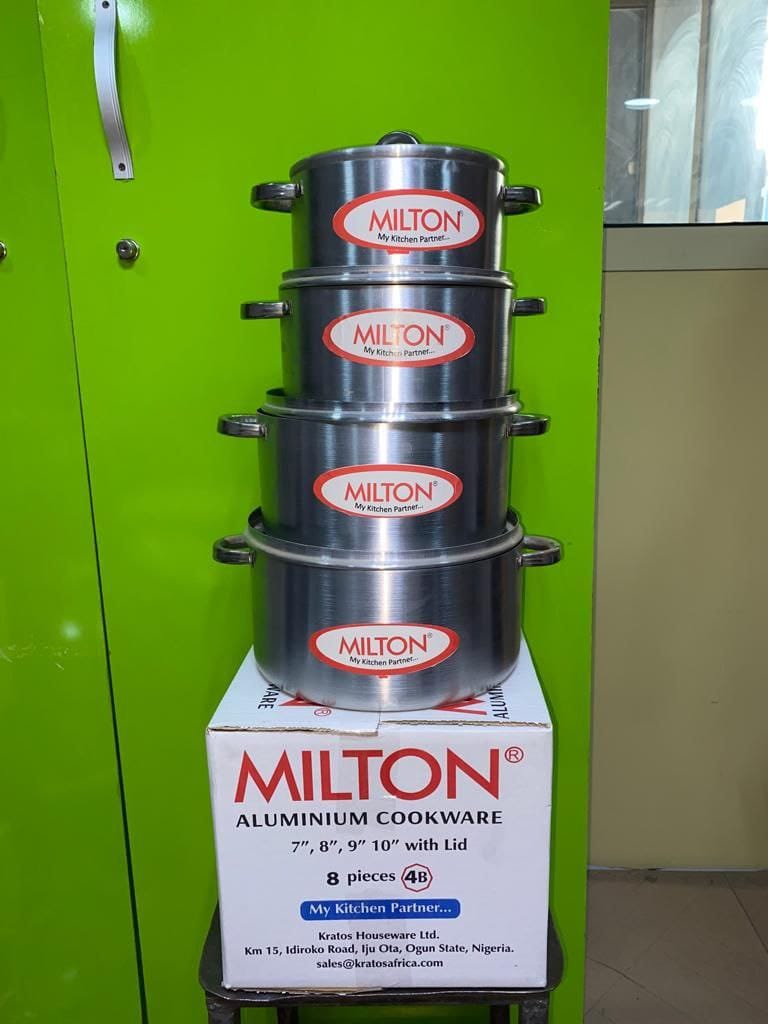 MILTON®
My Kitchen Partner...
MILTON®
My Kitchen Partner...
MILTON®
My Kitchen Partner...
MILTON®
My Kitchen Partner...
WARE
®
ALUMIN
MILTON®
ALUMINIUM COOKWARE
7”, 8”, 9” 10” with Lid
8 pieces 4B
My Kitchen Partner...
Kratos Houseware Ltd.
Km 15, Idiroko Road, Iju Ota, Ogun State, Nigeria.
sales@kratosafrica.com